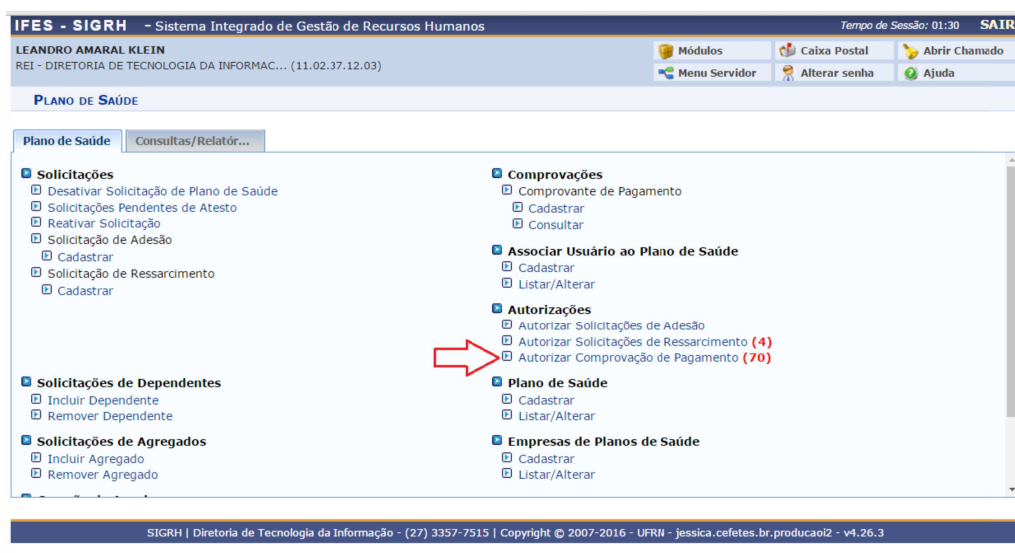 IFES - SIGRH - Sistema Integrado de Gestão de Recursos Humanos
Tempo de Sessão: 01:30 SAIR
LEANDRO AMARAL KLEIN
REI - DIRETORIA DE TECNOLOGIA DA INFORMAC... (11.02.37.12.03)
Módulos Caixa Postal Abrir Chamado
Menu Servidor Alterar senha Ajuda
PLANO DE SAÚDE
Plano de Saúde Consultas/Relatór...
Solicitações
Desativar Solicitação de Plano de Saúde
Solicitações Pendentes de Atesto
Reativar Solicitação
Solicitação de Adesão
Cadastrar
Solicitação de Ressarcimento
Cadastrar
Solicitações de Dependentes
Incluir Dependente
Remover Dependente
Solicitações de Agregados
Incluir Agregado
Remover Agregado
Comprovações
Comprovante de Pagamento
Cadastrar
Consultar
Associar Usuário ao Plano de Saúde
Cadastrar
Listar/Alterar
Autorizações
Autorizar Solicitações de Adesão
Autorizar Solicitações de Ressarcimento (4)
Autorizar Comprovação de Pagamento (70)
Plano de Saúde
Cadastrar
Listar/Alterar
Empresas de Planos de Saúde
Cadastrar
Listar/Alterar
SIGRH | Diretoria de Tecnologia da Informação - (27) 3357-7515 | Copyright © 2007-2016 - UFRN - jessica.cefetes.br.producaoi2 - v4.26.3